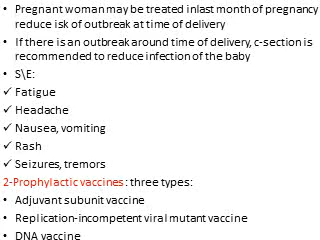 • Pregnant woman may be treated inlast month of pregnancy
reduce isk of outbreak at time of delivery
• If there is an outbreak around time of delivery, c-section is
recommended to reduce infection of the baby
• S\E:
✓ Fatigue
✓ Headache
✓ Nausea, vomiting
✓ Rash
✓ Seizures, tremors
2-Prophylactic vaccines: three types:
• Adjuvant subunit vaccine
• Replication-incompetent viral mutant vaccine
• DNA vaccine